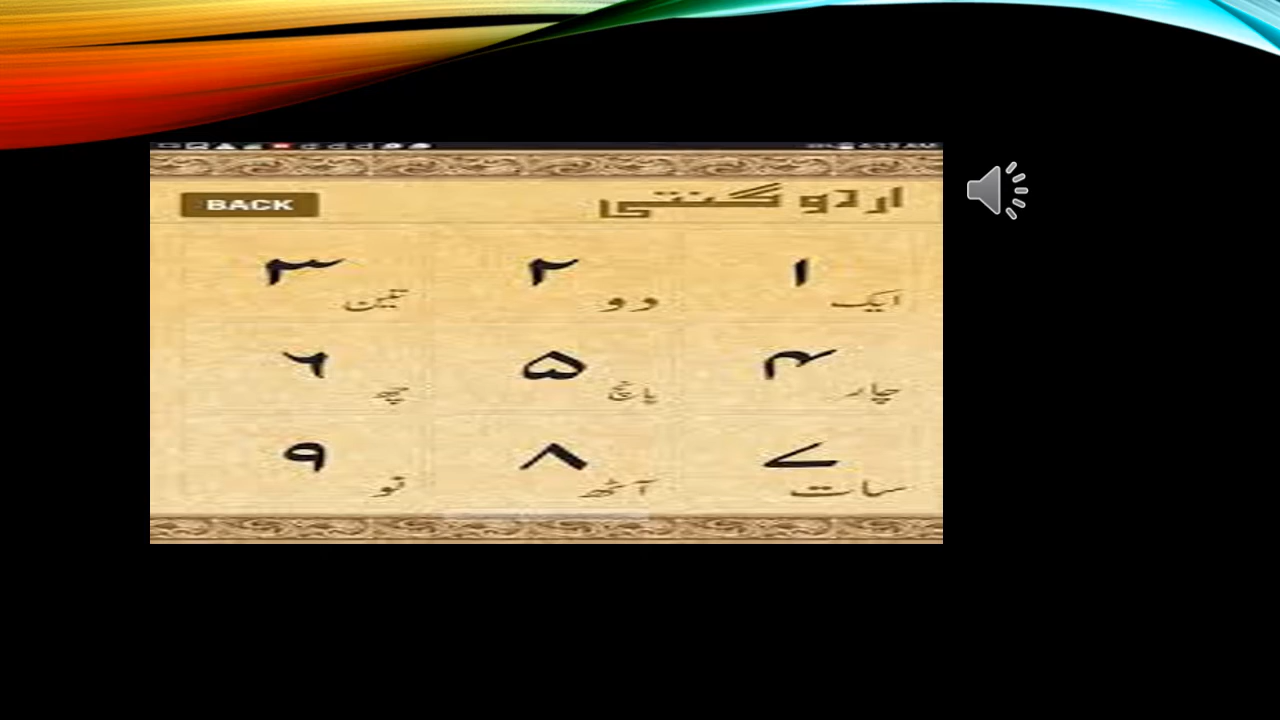 اردو گنتی BACK
۱ ۲ ۳
ایک دو تین
۴ ۵ ۶
چار پانچ چھ
۷ ۸ ۹
سات آٹھ نو